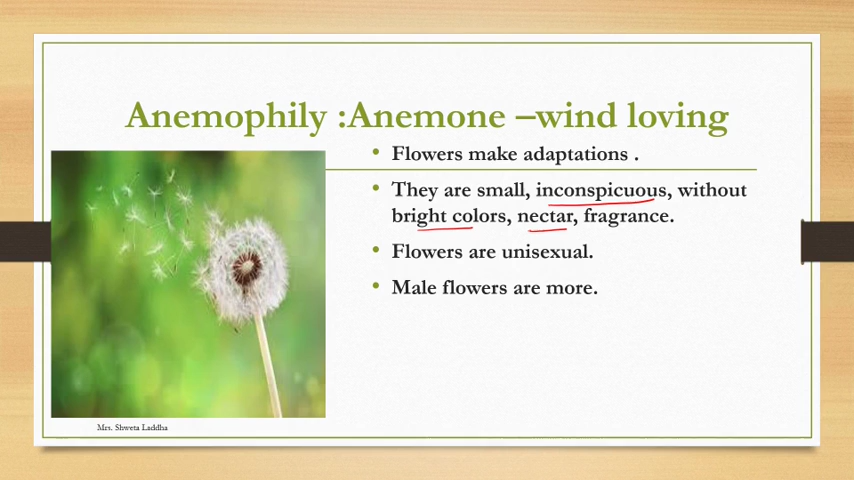 Anemophily :Anemone –wind loving
• Flowers make adaptations .
• They are small, inconspicuous, without
bright colors, nectar, fragrance.
• Flowers are unisexual.
• Male flowers are more.
Mrs. Shweta Laddha